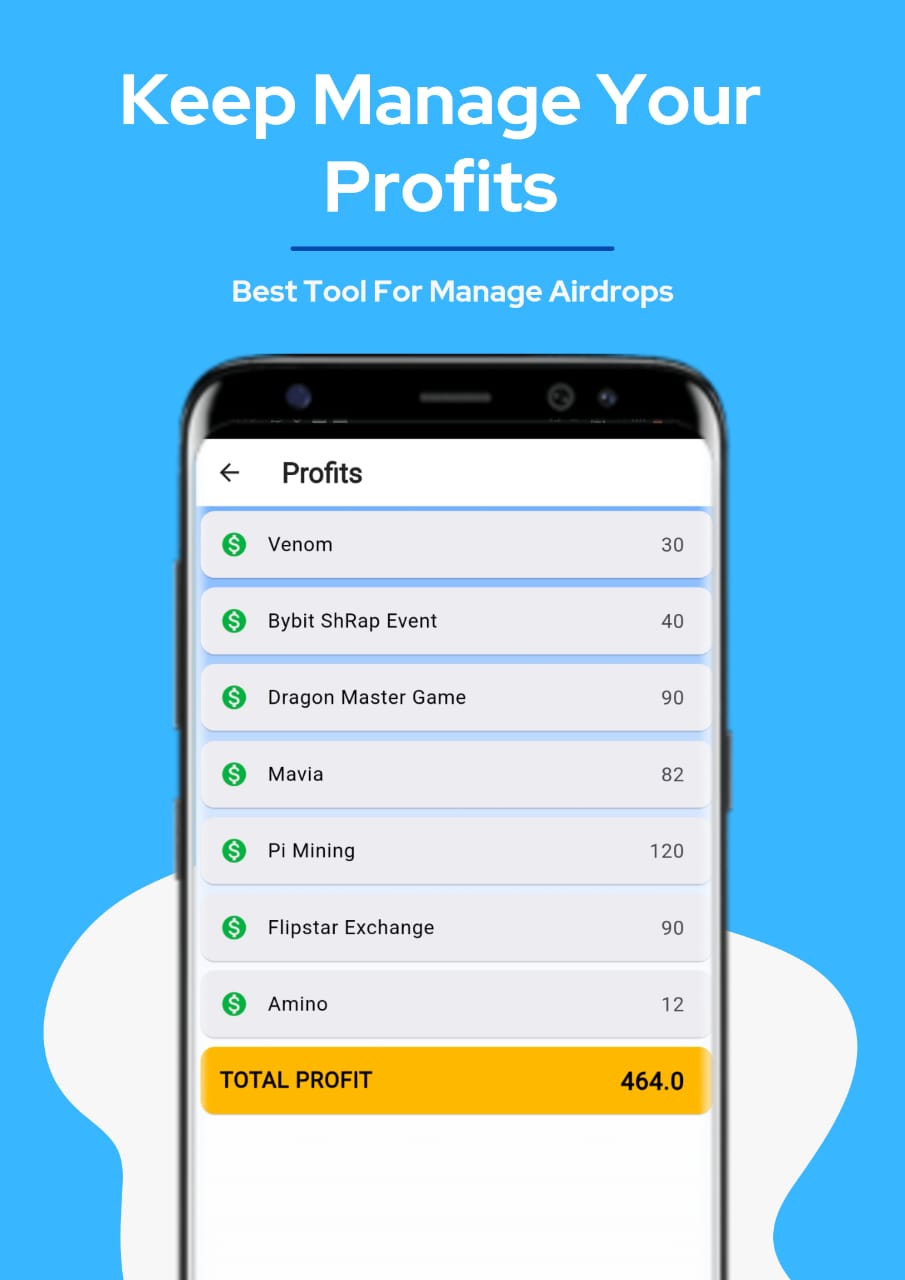 Keep Manage Your
Profits
Best Tool For Manage Airdrops
Profits
Venom 30
Bybit ShRap Event 40
Dragon Master Game 90
Mavia 82
Pi Mining 120
Flipstar Exchange 90
Amino 12
TOTAL PROFIT 464.0